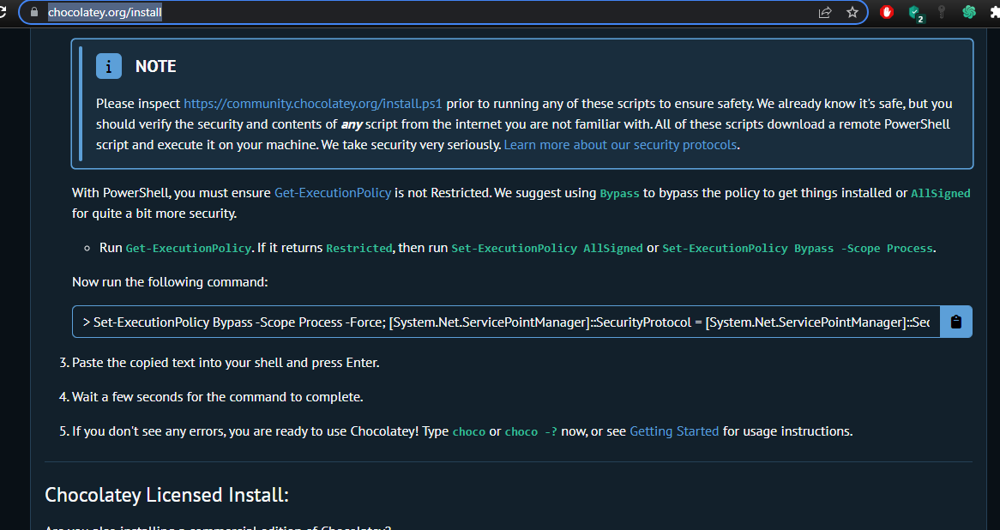 chocolatey.org/install
2
i NOTE
Please inspect https://community.chocolatey.org/install.ps1 prior to running any of these scripts to ensure safety. We already know it's safe, but you
should verify the security and contents of any script from the internet you are not familiar with. All of these scripts download a remote PowerShell
script and execute it on your machine. We take security very seriously. Learn more about our security protocols.
With PowerShell, you must ensure Get-ExecutionPolicy is not Restricted. We suggest using Bypass to bypass the policy to get things installed or AllSigned
for quite a bit more security.
Run Get-ExecutionPolicy. If it returns Restricted, then run Set-ExecutionPolicy AllSigned or Set-ExecutionPolicy Bypass -Scope Process.
Now run the following command:
> Set-ExecutionPolicy Bypass -Scope Process -Force; [System.Net.ServicePointManager]::SecurityProtocol = [System.Net.ServicePointManager]::Sec
3. Paste the copied text into your shell and press Enter.
4. Wait a few seconds for the command to complete.
5. If you don't see any errors, you are ready to use Chocolatey! Type choco or choco -? now, or see Getting Started for usage instructions.
Chocolatey Licensed Install:
Are you also installing a commercial edition of Chocolatey?